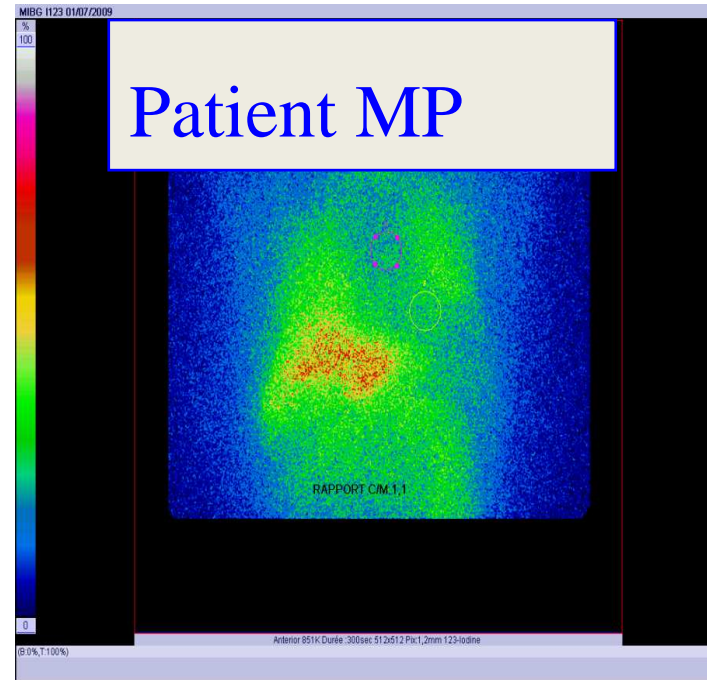 MIBG I123 01/07/2009
%
100
Patient MP
RAPPORT C/M,1,1
0
Anterior 851K Durée :300sec 512x512 Pix:1,2mm 123-Iodine
(B:0%,T:100%)